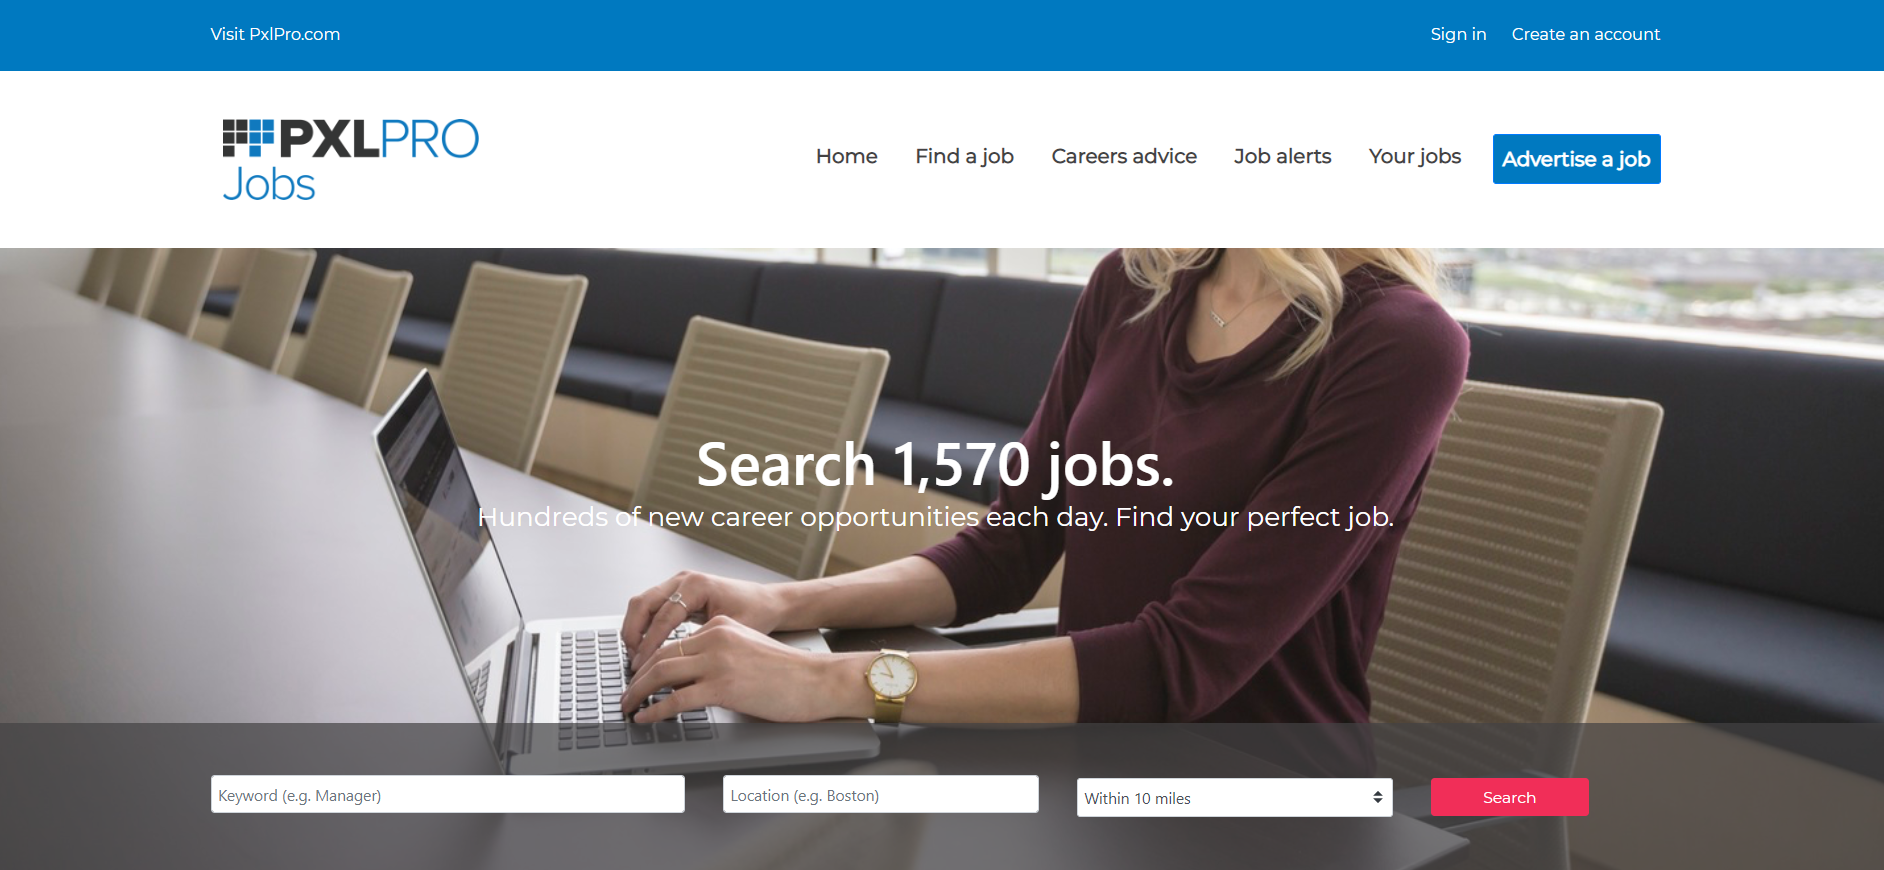 Visit PxlPro.com
Sign in
Create an account
PXLPRO
Jobs
Home
Find a job
Careers advice
Job alerts
Your jobs
Advertise a job
Search 1,570 jobs.
Hundreds of new career opportunities each day. Find your perfect job.
Keyword (e.g. Manager)
Location (e.g. Boston)
Within 10 miles
Search